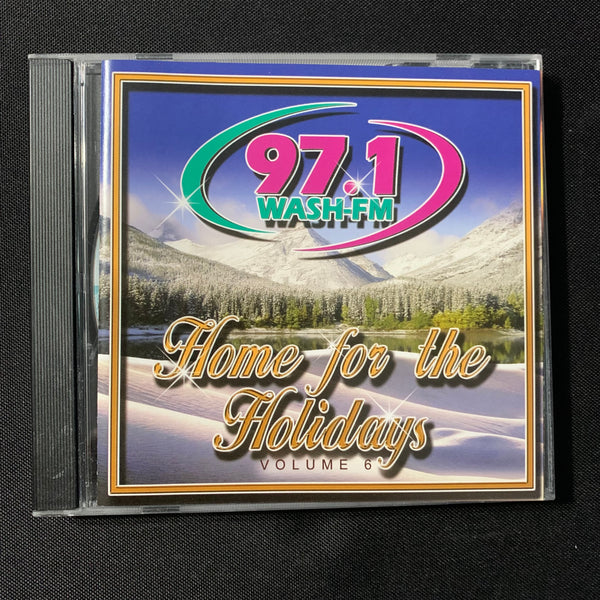 97.1
WASH-FM
Home for the
Holidays
VOLUME 6